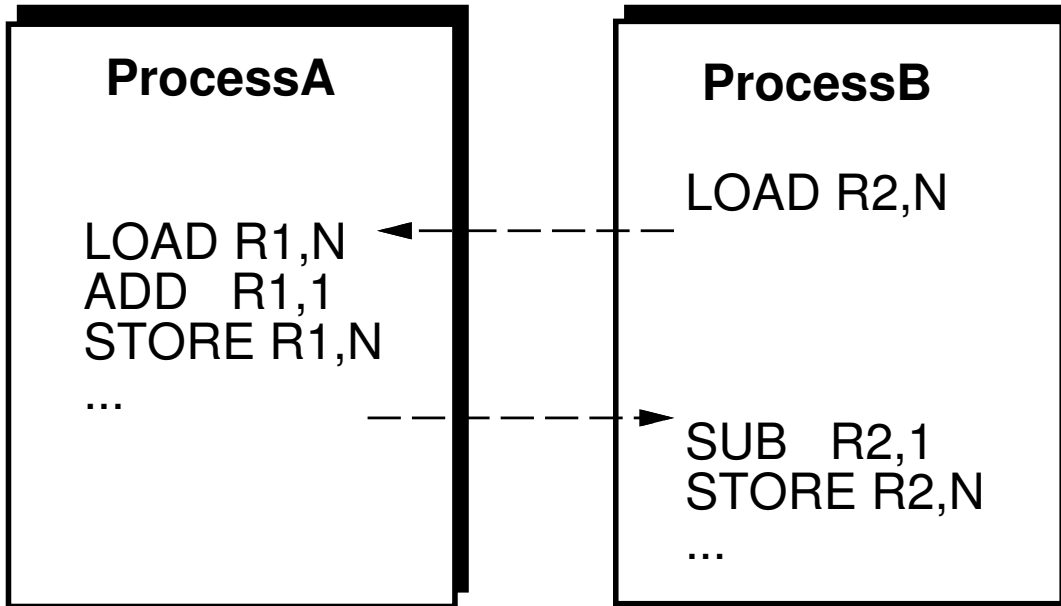 ProcessA
LOAD R1,N
ADD R1,1
STORE R1,N
...
ProcessB
LOAD R2,N
SUB R2,1
STORE R2,N
...